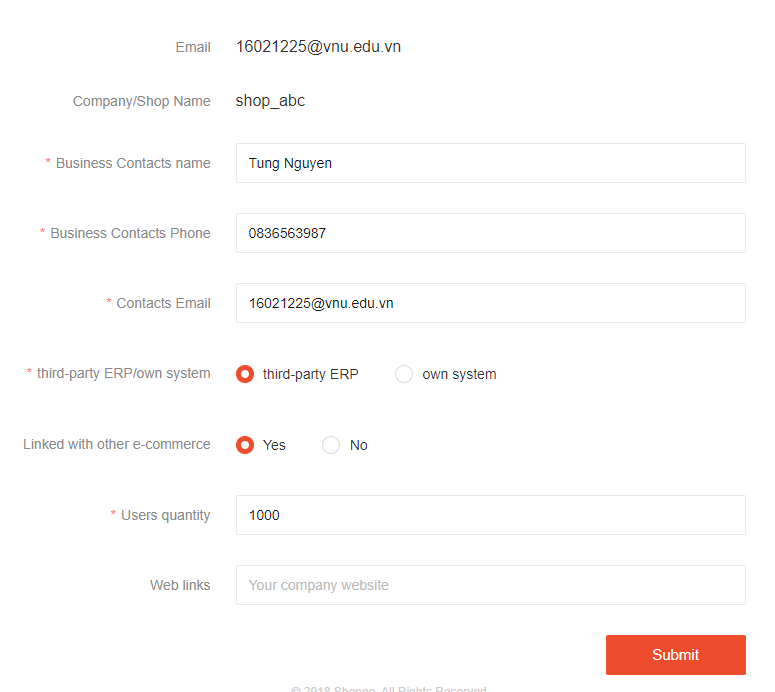 Email 16021225@vnu.edu.vn
Company/Shop Name shop_abc
* Business Contacts name Tung Nguyen
* Business Contacts Phone 0836563987
* Contacts Email 16021225@vnu.edu.vn
* third-party ERP/own system third-party ERP own system
Linked with other e-commerce Yes No
* Users quantity 1000
Web links Your company website
Submit
© 2018 Shopee. All Rights Reserved